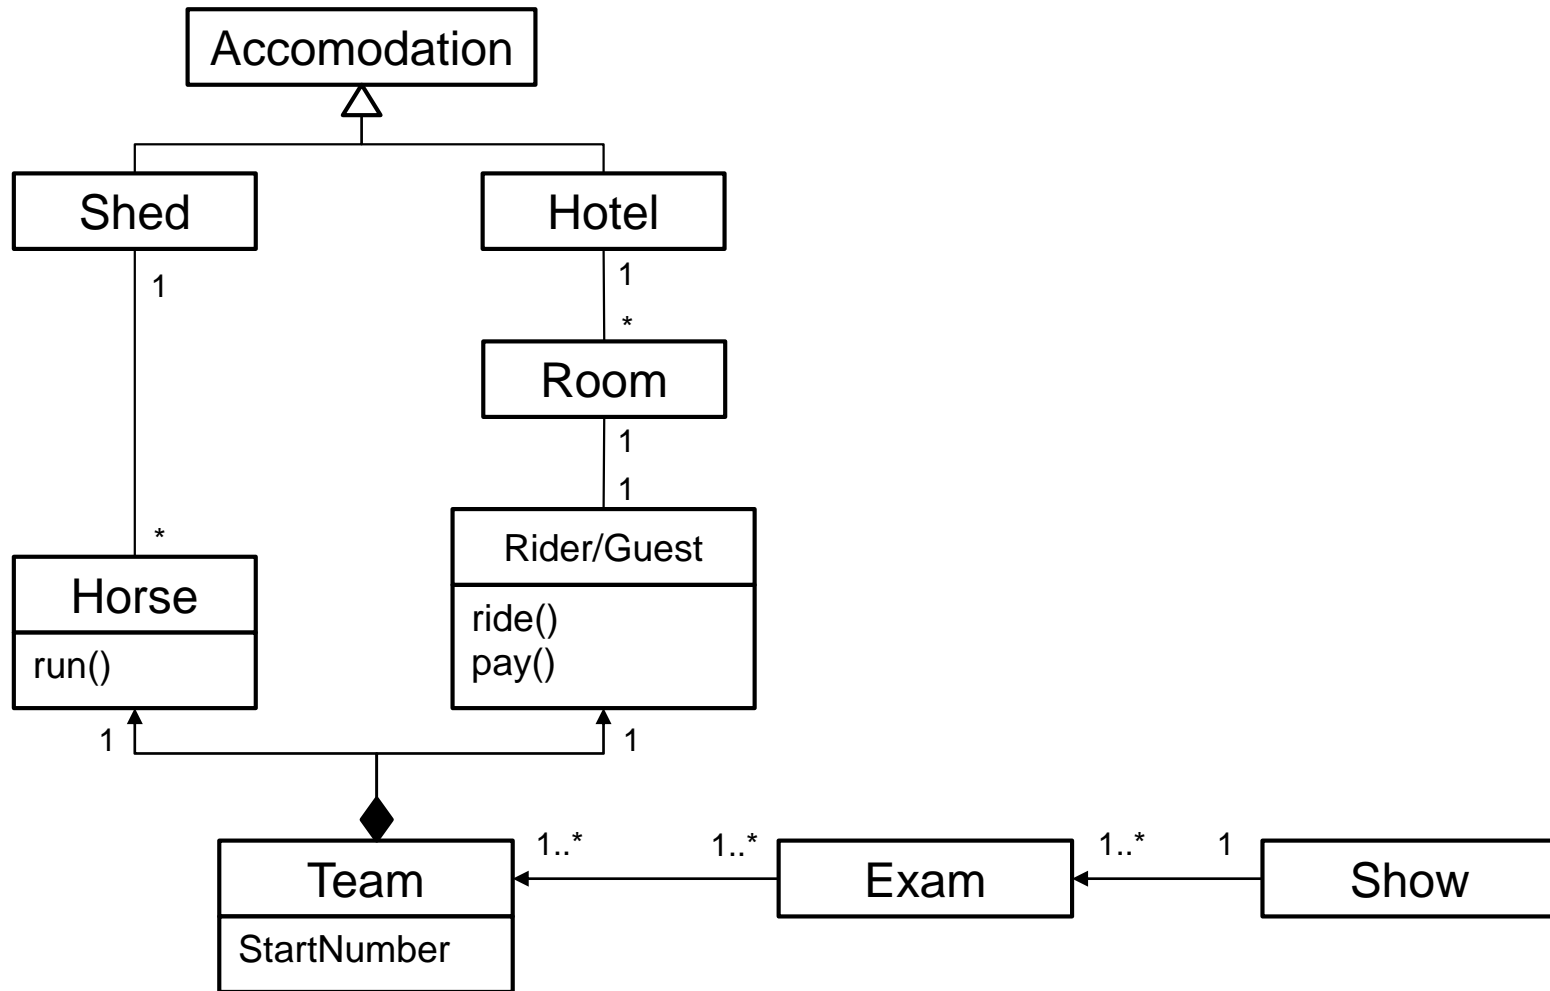 Accomodation
Shed
Hotel
1
1
*
Room
1
1
*
Rider/Guest
Horse
ride()
run()
pay()
1
1
1..*
1..*
1..*
1
Team
Exam
Show
StartNumber